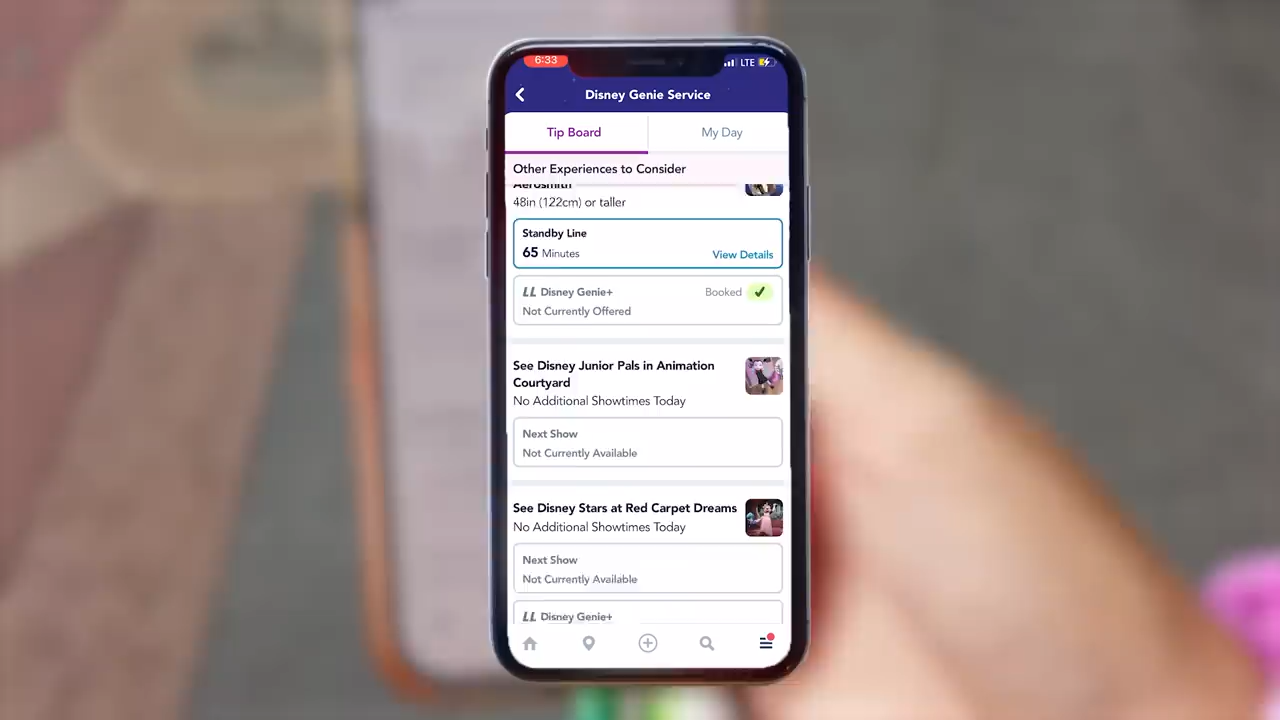 6:33
LTE
Disney Genie Service
Tip Board
My Day
Other Experiences to Consider
Aerosmith
48in (122cm) or taller
Standby Line
65 Minutes
View Details
LL Disney Genie+
Booked
Not Currently Offered
See Disney Junior Pals in Animation
Courtyard
No Additional Showtimes Today
Next Show
Not Currently Available
See Disney Stars at Red Carpet Dreams
No Additional Showtimes Today
Next Show
Not Currently Available
LL Disney Genie+